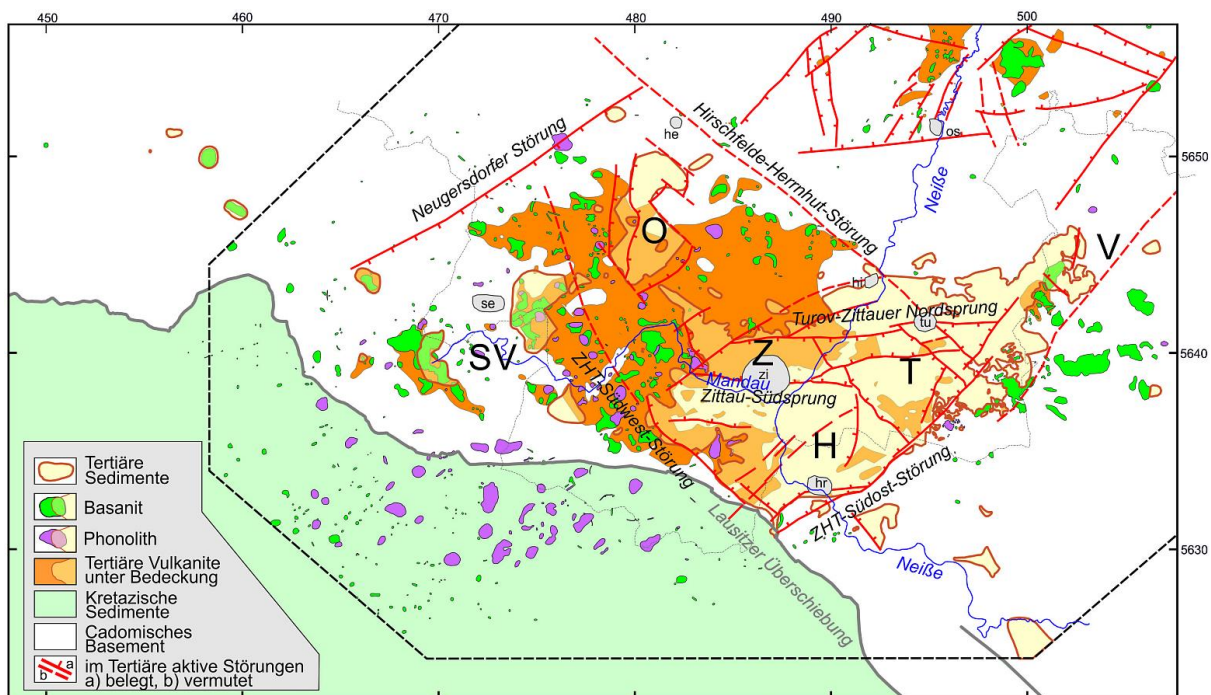 450
460
470
480
490
500
5650
5640
5630
Neugersdorfer Störung
he
Hirschfelde-Herrnhut-Störung
os
Neiße
O
V
hi
se
Turov-Zittauer Nordsprung
tu
SV
Z
zi
T
Mandau
Zittau-Südsprung
ZHT-Südwest-Störung
H
hr
ZHT-Südost-Störung
Lausitzer Überschiebung
Neiße
Tertiäre
Sedimente
Basanit
Phonolith
Tertiäre Vulkanite
unter Bedeckung
Kretazische
Sedimente
Cadomisches
Basement
a
b
im Tertiäre aktive Störungen
a) belegt, b) vermutet